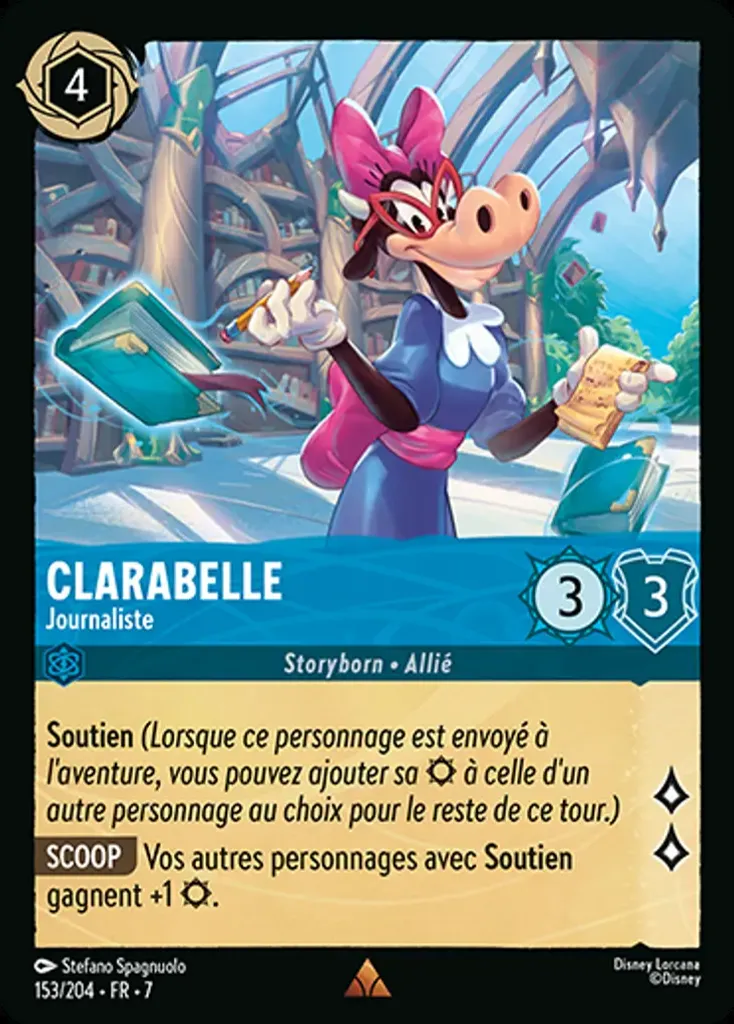 4
CLARABELLE
Journaliste
3
3
Storyborn • Allié
Soutien (Lorsque ce personnage est envoyé à
l'aventure, vous pouvez ajouter sa à celle d'un
autre personnage au choix pour le reste de ce tour.)
SCOOP Vos autres personnages avec Soutien
gagnent +1 .
Stefano Spagnuolo
Disney Lorcana
153/204 • FR • 7
©Disney